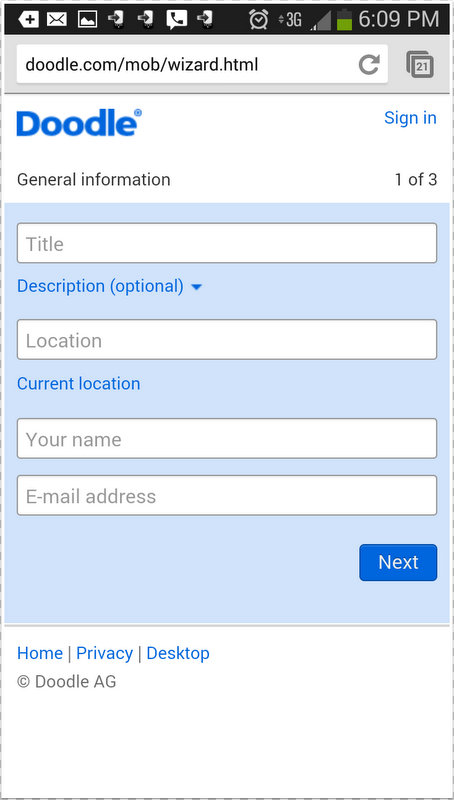 3G 6:09 PM
doodle.com/mob/wizard.html 21
Doodle® Sign in
General information 1 of 3
Title
Description (optional)
Location
Current location
Your name
E-mail address
Next
Home | Privacy | Desktop
© Doodle AG